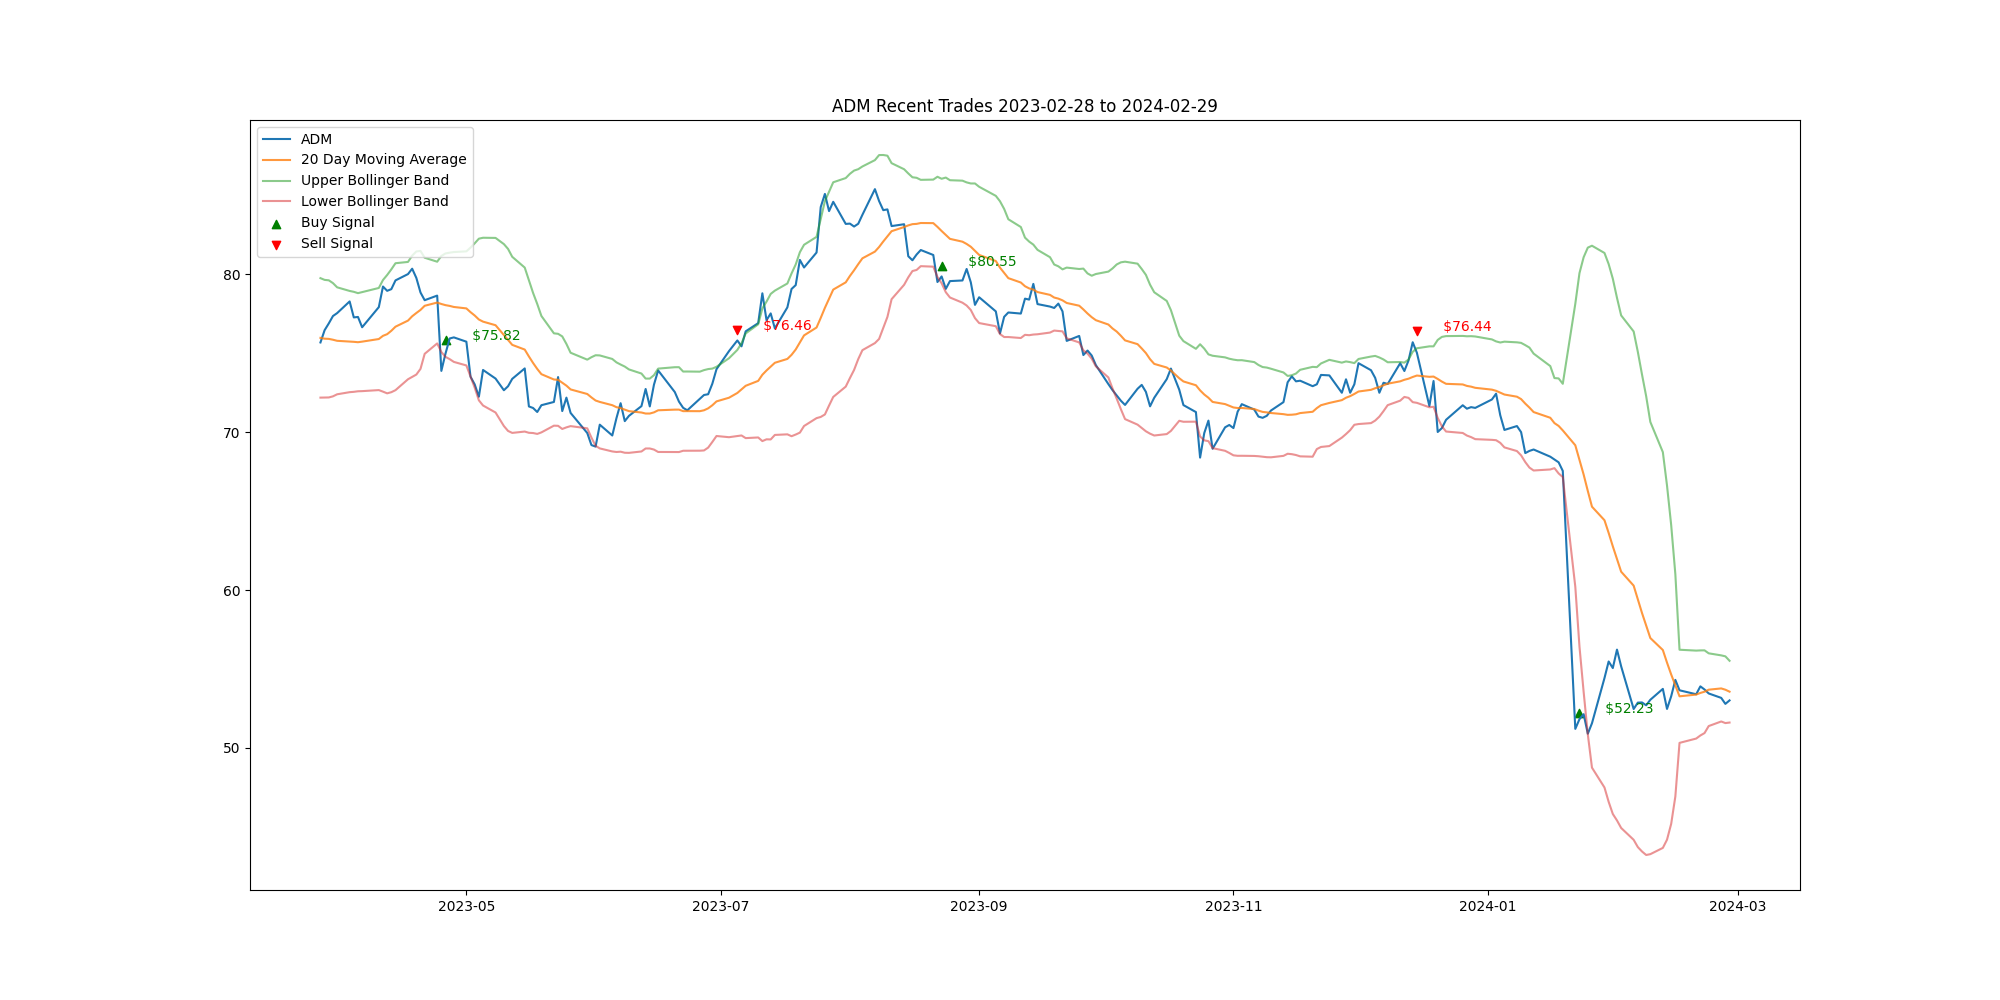 ADM Recent Trades 2023-02-28 to 2024-02-29
ADM
20 Day Moving Average
Upper Bollinger Band
Lower Bollinger Band
Buy Signal
Sell Signal
80
70
60
50
$75.82
$76.46
$80.55
$76.44
$52.23
2023-05
2023-07
2023-09
2023-11
2024-01
2024-03